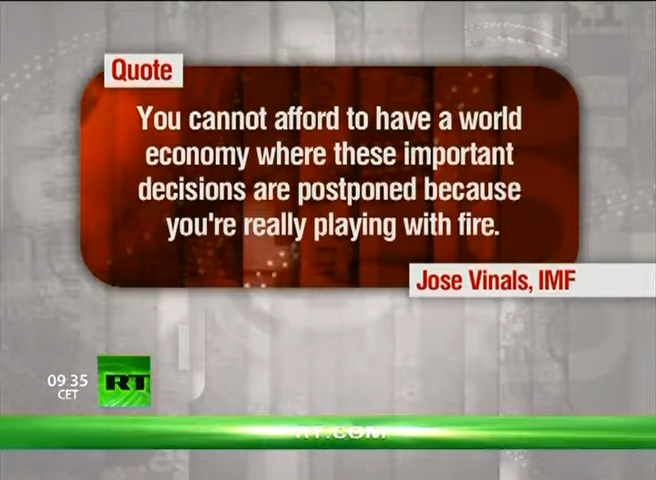 Quote
You cannot afford to have a world
economy where these important
decisions are postponed because
you're really playing with fire.
Jose Vinals, IMF
09 35
CET
RT
RT.COM